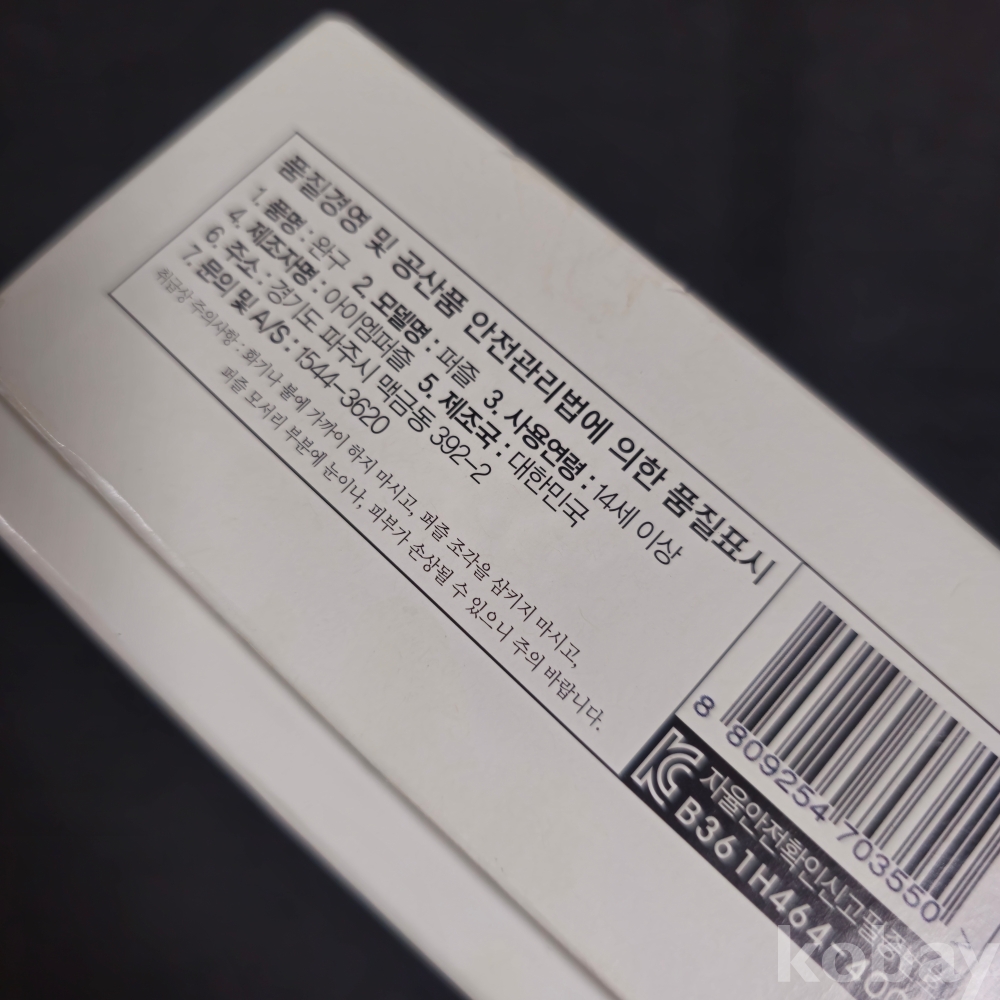 품질경영 및 공산품 안전관리법에 의한 품질표시
1. 품명 : 완구 2. 모델명 : 퍼즐 3. 사용연령 : 14세 이상
4. 제조자명 : 아이엠퍼즐 5. 제조국 : 대한민국
6. 주소 : 경기도 파주시 맥금동 392-2
7. 문의 및 A/S : 1544-3620
취급상 주의사항 : 화기나 불에 가까이 하지 마시고, 퍼즐 조각을 삼키지 마시고,
퍼즐 모서리 부분에 눈이나, 피부가 손상될 수 있으니 주의 바랍니다.
8 809254 703550
자율안전확인신고필증
B361H464-
kobay